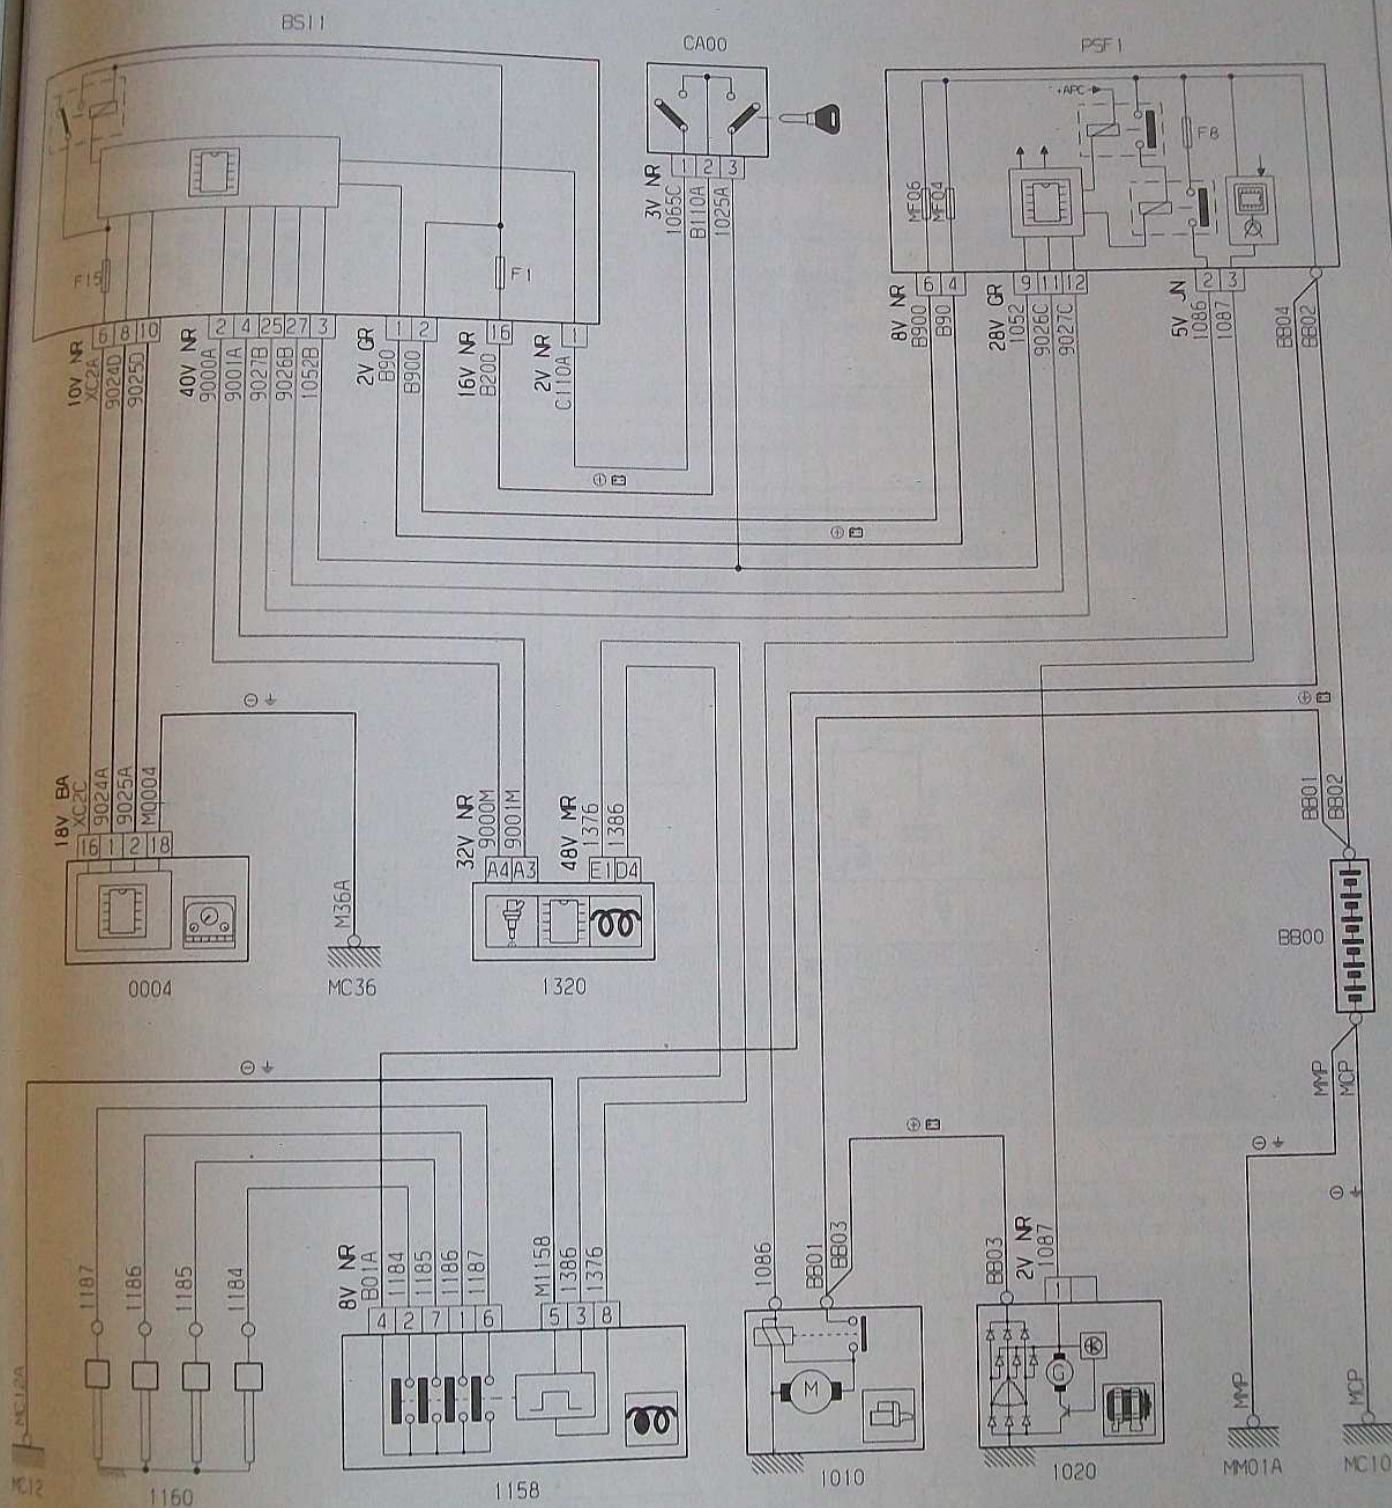 BSI1
CA00
PSF1
+APC
F8
MF06
MF04
F15
F1
1 2 3
3V NR
1065C
B110A
1025A
6 8 10
10V NR
XC2A
9024D
9025D
2 4 25 27 3
40V NR
9000A
9001A
9027B
9026B
1052B
1 2
2V GR
B90
B900
16
16V NR
B200
1
2V NR
C110A
6 4
8V NR
B900
B90
9 11 12
28V GR
1052
9026C
9027C
2 3
5V JN
1086
1087
BB04
BB02
18V BA
XC2C
9024A
9025A
MQ004
16 1 2 18
0004
M36A
MC36
32V NR
9000M
9001M
A4 A3
48V MR
1376
1386
E1 D4
1320
BB01
BB02
BB00
MMP
MCP
1187
1186
1185
1184
8V NR
B01A
1184
1185
1186
1187
4 2 7 1 6
M1158
1386
1376
5 3 8
1086
BB01
BB03
BB03
2V NR
1087
1
M
G
MC12A
MMP
MCP
MC12
1160
1158
1010
1020
MM01A
MC10